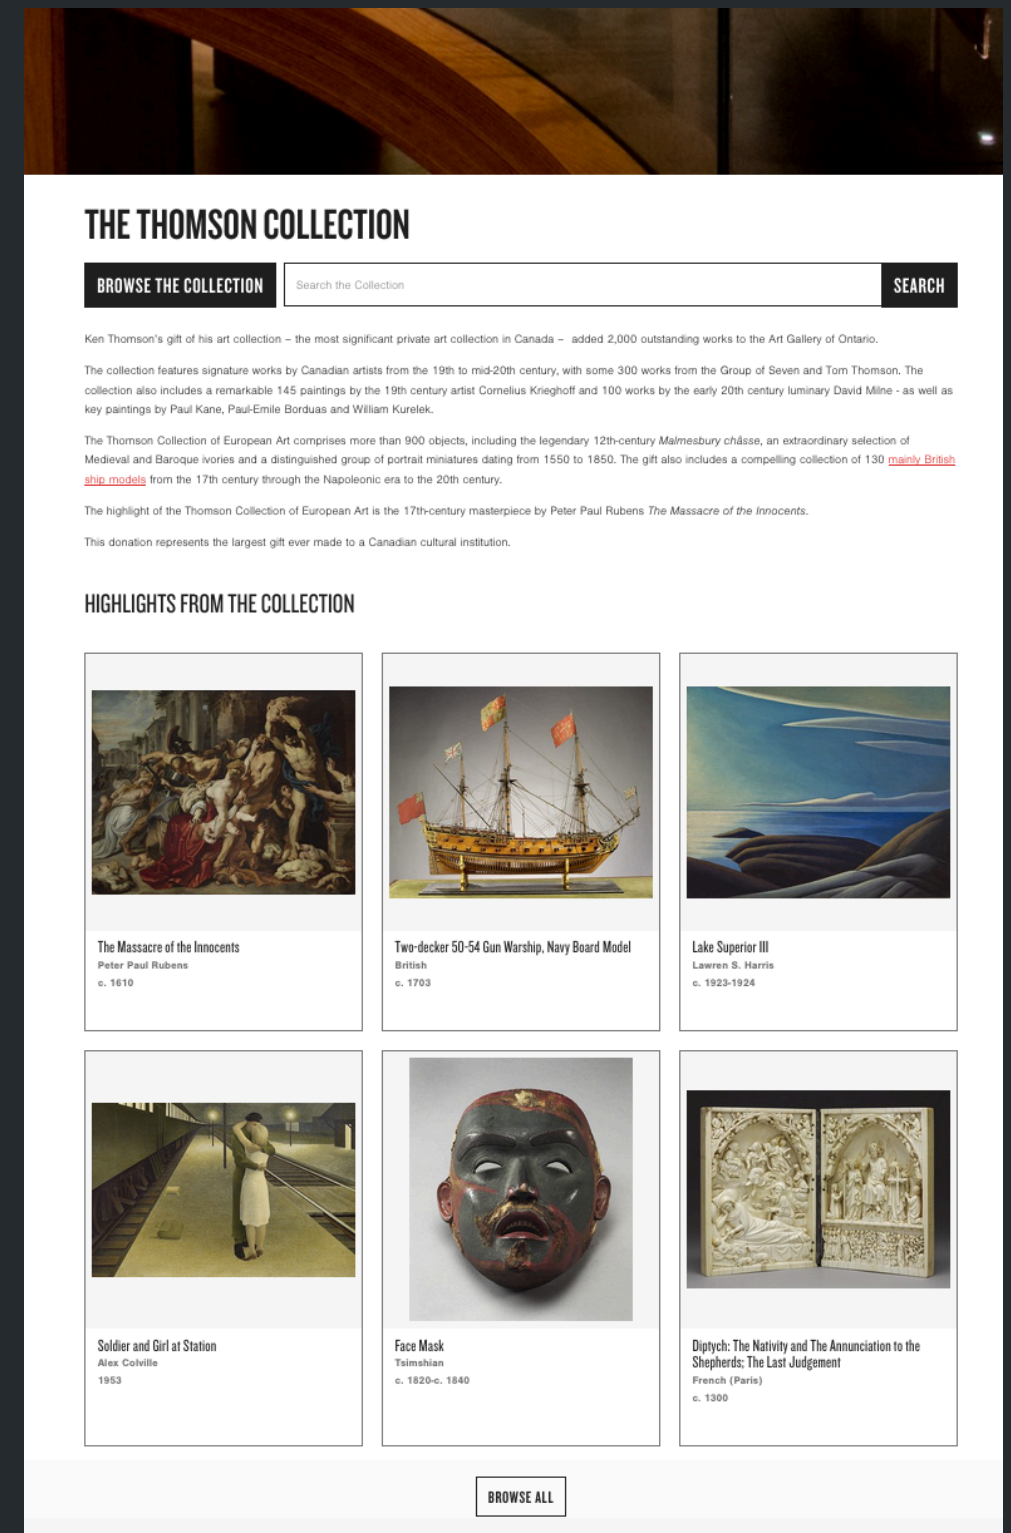 THE THOMSON COLLECTION
BROWSE THE COLLECTION
Search the Collection
SEARCH
Ken Thomson's gift of his art collection – the most significant private art collection in Canada –  added 2,000 outstanding works to the Art Gallery of Ontario.
The collection features signature works by Canadian artists from the 19th to mid-20th century, with some 300 works from the Group of Seven and Tom Thomson. The
collection also includes a remarkable 145 paintings by the 19th century artist Cornelius Krieghoff and 100 works by the early 20th century luminary David Milne - as well as
key paintings by Paul Kane, Paul-Emile Borduas and William Kurelek.
The Thomson Collection of European Art comprises more than 900 objects, including the legendary 12th-century Malmesbury châsse, an extraordinary selection of
Medieval and Baroque ivories and a distinguished group of portrait miniatures dating from 1550 to 1850. The gift also includes a compelling collection of 130 mainly British
ship models from the 17th century through the Napoleonic era to the 20th century.
The highlight of the Thomson Collection of European Art is the 17th-century masterpiece by Peter Paul Rubens The Massacre of the Innocents.
This donation represents the largest gift ever made to a Canadian cultural institution.
HIGHLIGHTS FROM THE COLLECTION
The Massacre of the Innocents
Peter Paul Rubens
c. 1610
Two-decker 50-54 Gun Warship, Navy Board Model
British
c. 1703
Lake Superior III
Lawren S. Harris
c. 1923-1924
Soldier and Girl at Station
Alex Colville
1953
Face Mask
Tsimshian
c. 1820-c. 1840
Diptych: The Nativity and The Annunciation to the
Shepherds; The Last Judgement
French (Paris)
c. 1300
BROWSE ALL